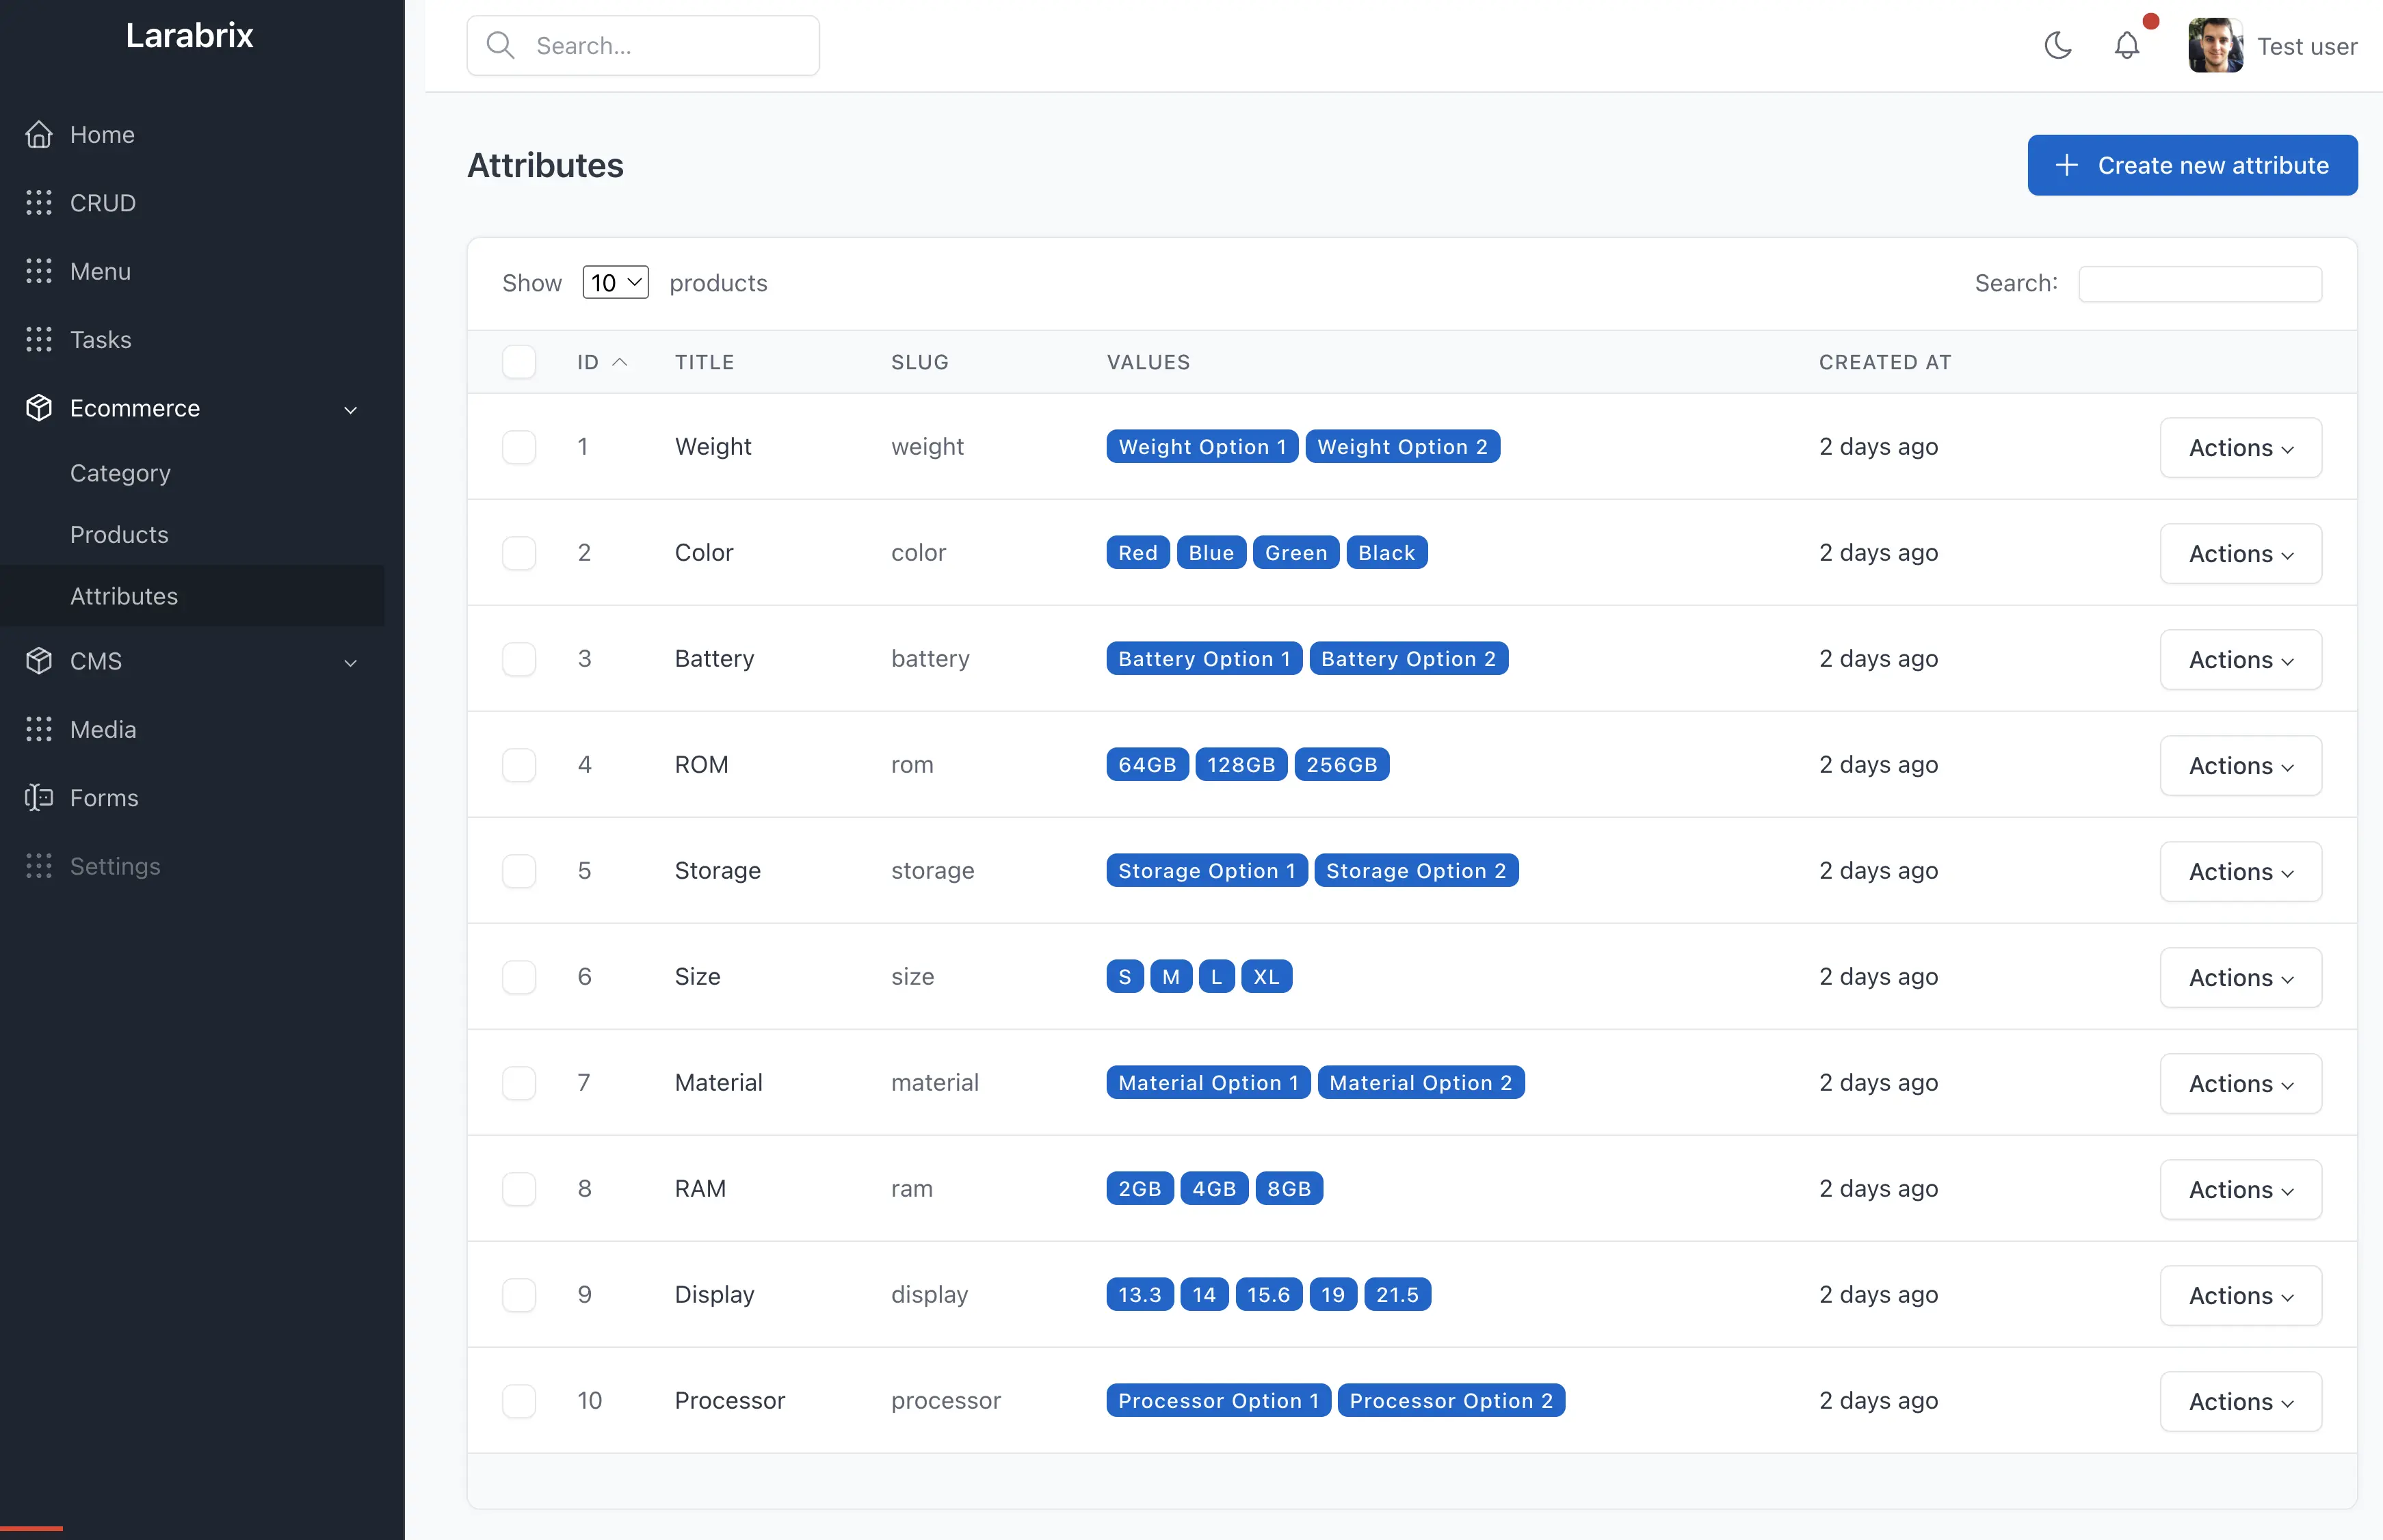 Larabrix
Search...
Test user
Home
CRUD
Menu
Tasks
Ecommerce
Category
Products
Attributes
CMS
Media
Forms
Settings
Attributes
Create new attribute
Show 10 products
Search:
ID TITLE SLUG VALUES CREATED AT
1 Weight weight Weight Option 1 Weight Option 2 2 days ago Actions
2 Color color Red Blue Green Black 2 days ago Actions
3 Battery battery Battery Option 1 Battery Option 2 2 days ago Actions
4 ROM rom 64GB 128GB 256GB 2 days ago Actions
5 Storage storage Storage Option 1 Storage Option 2 2 days ago Actions
6 Size size S M L XL 2 days ago Actions
7 Material material Material Option 1 Material Option 2 2 days ago Actions
8 RAM ram 2GB 4GB 8GB 2 days ago Actions
9 Display display 13.3 14 15.6 19 21.5 2 days ago Actions
10 Processor processor Processor Option 1 Processor Option 2 2 days ago Actions